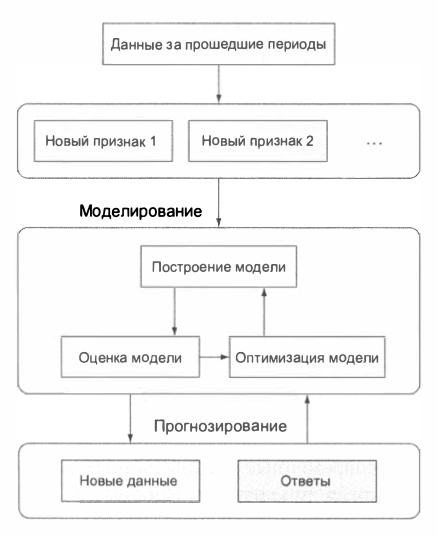 Данные за прошедшие периоды
Новый признак 1
Новый признак 2
...
Моделирование
Построение модели
Оценка модели
Оптимизация модели
Прогнозирование
Новые данные
Ответы